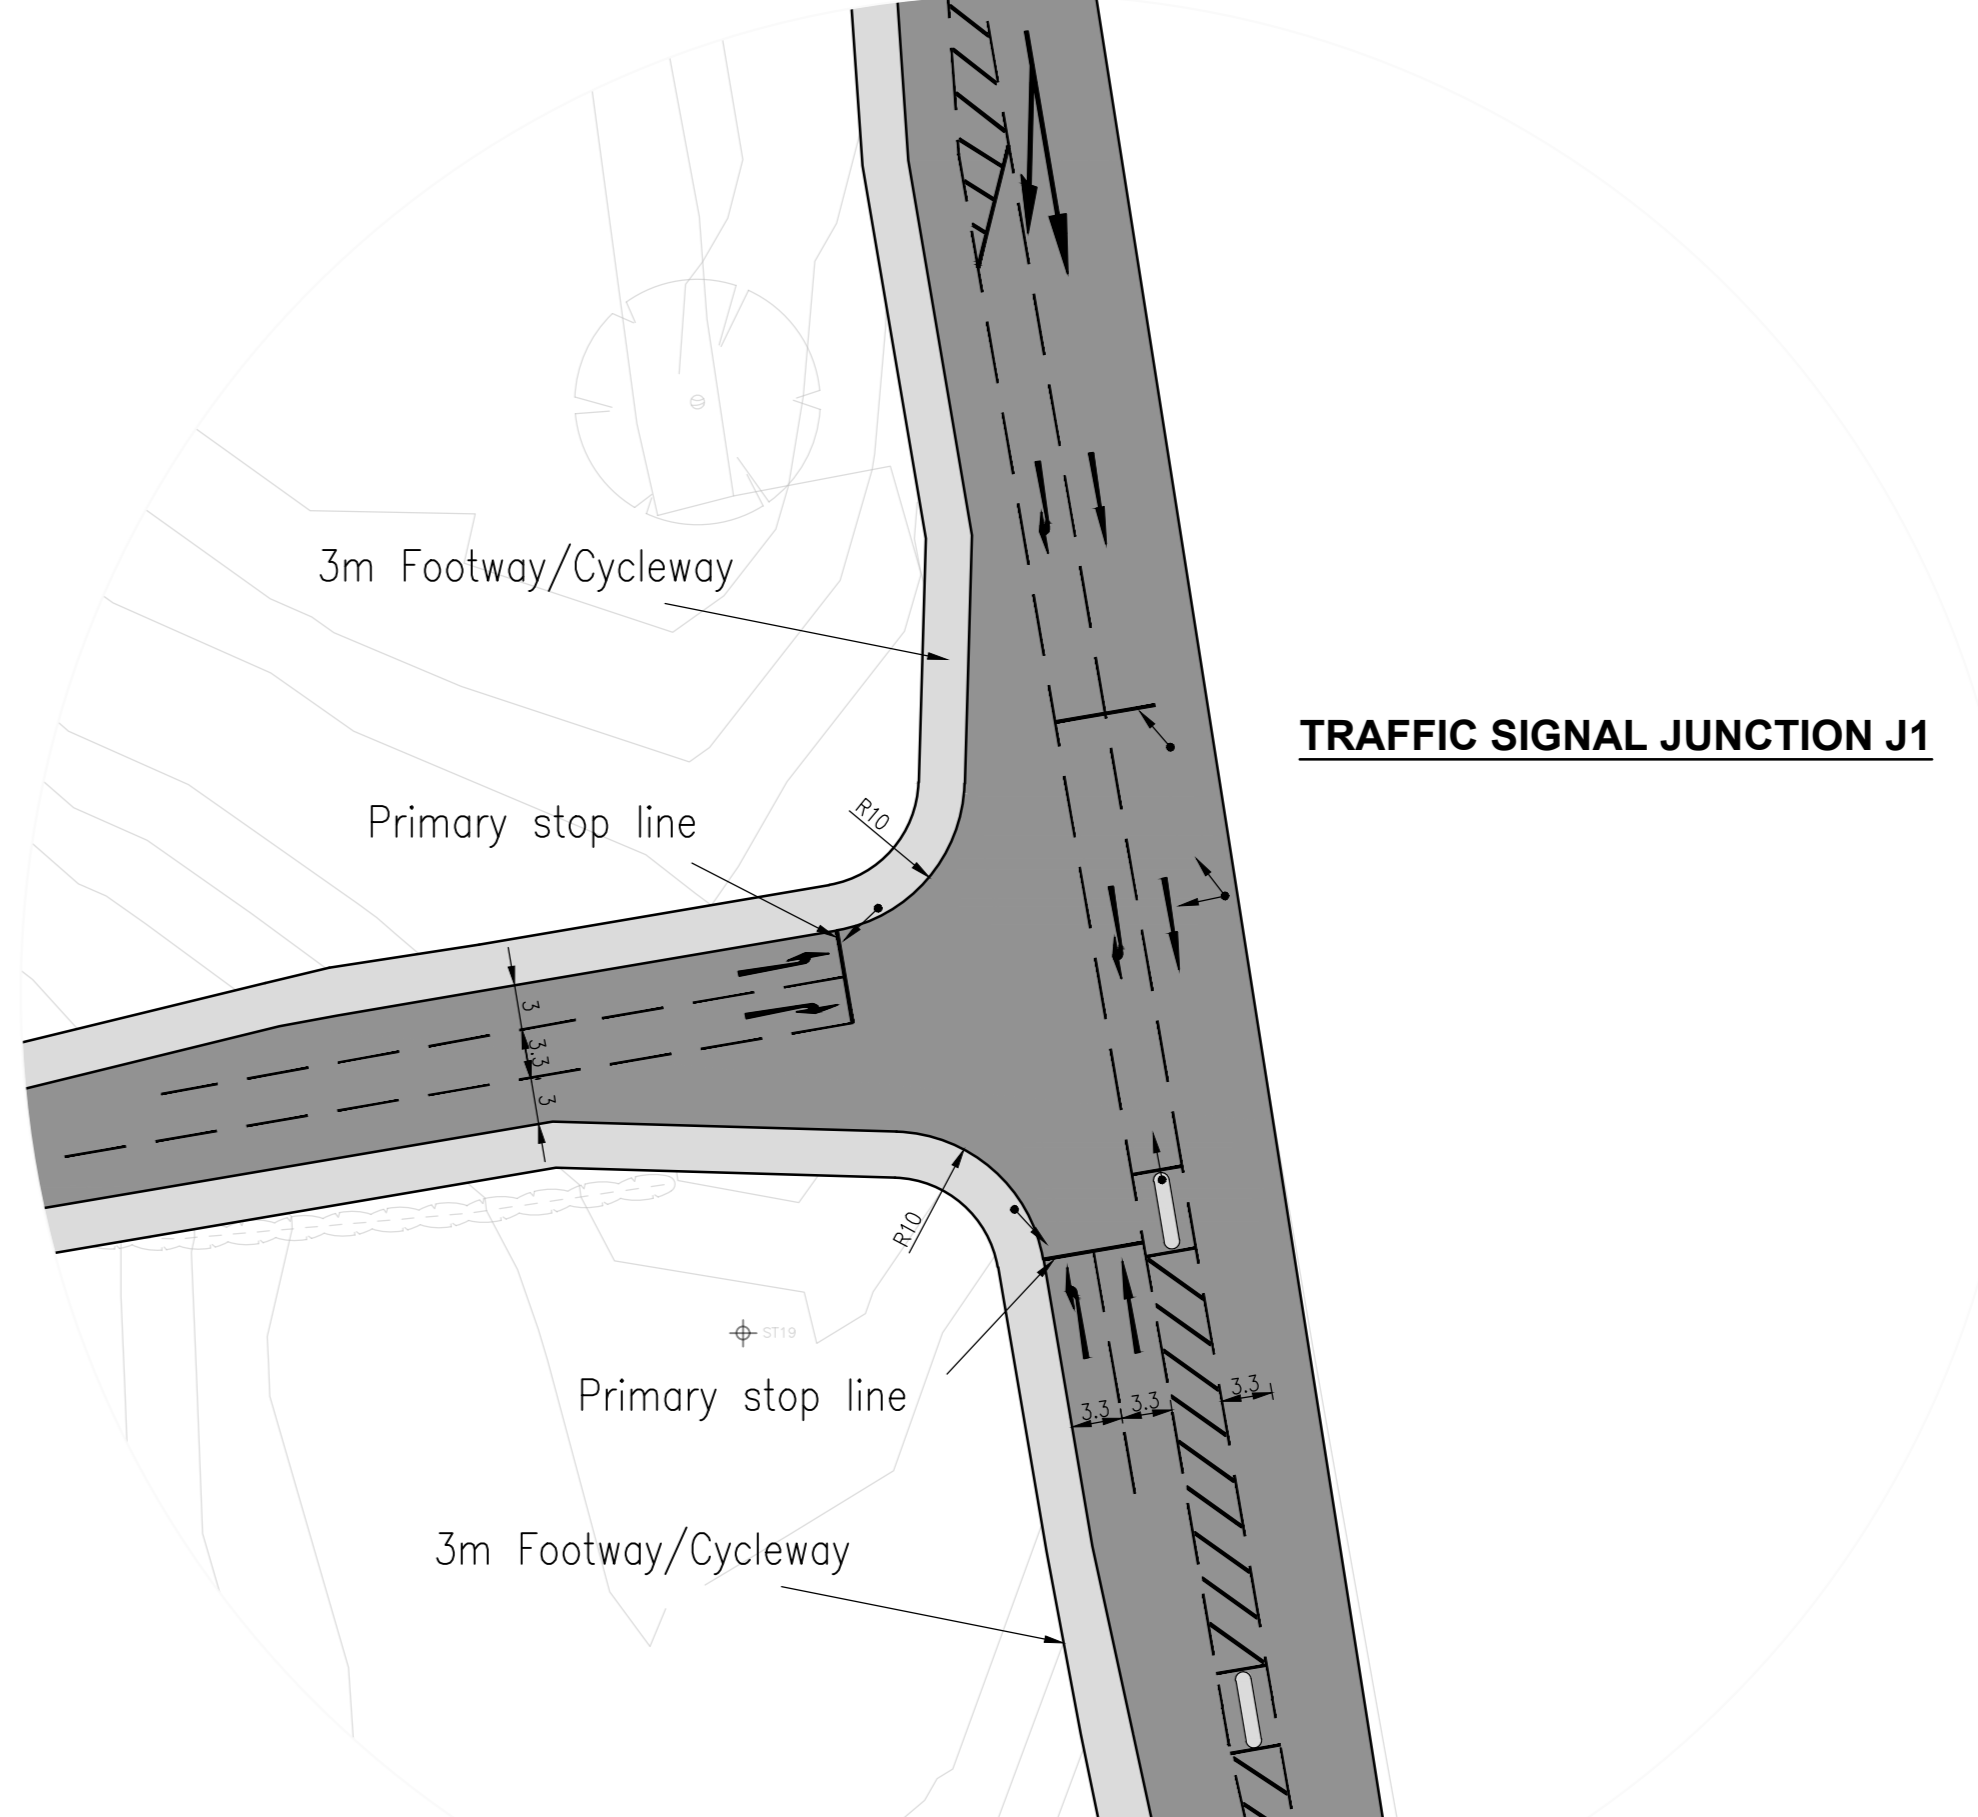 3m Footway/Cycleway
TRAFFIC SIGNAL JUNCTION J1
Primary stop line
R10
3
3.3
3
R10
ST19
Primary stop line
3.3
3.3
3.3
3m Footway/Cycleway